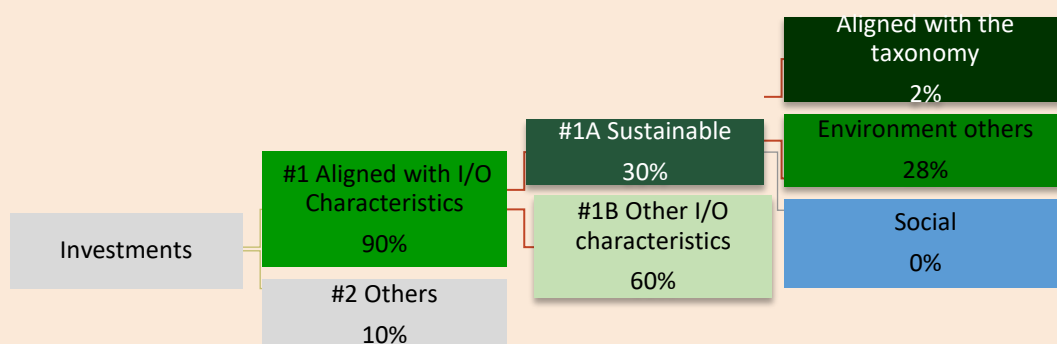 Investments
#1 Aligned with I/O
Characteristics
90%
#2 Others
10%
#1A Sustainable
30%
#1B Other I/O
characteristics
60%
Aligned with the
taxonomy
2%
Environment others
28%
Social
0%